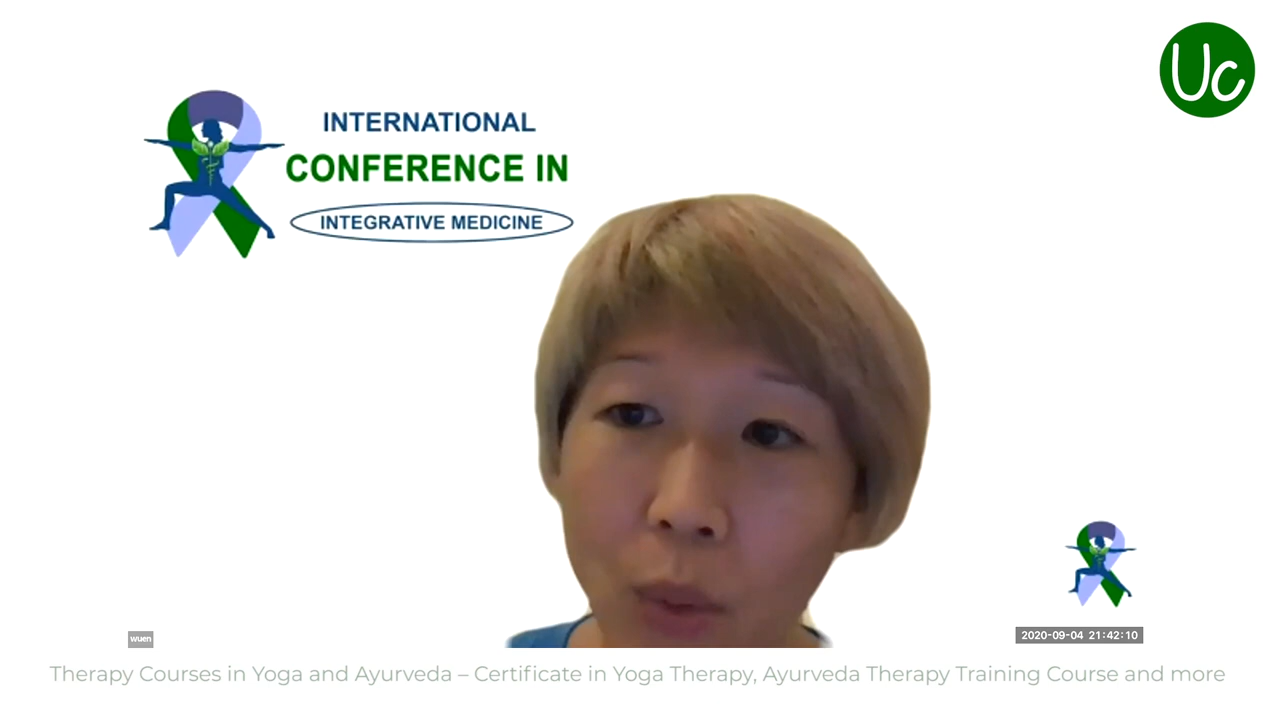 Uc
INTERNATIONAL
CONFERENCE IN
INTEGRATIVE MEDICINE
wuen
2020-09-04 21:42:10
Therapy Courses in Yoga and Ayurveda – Certificate in Yoga Therapy, Ayurveda Therapy Training Course and more